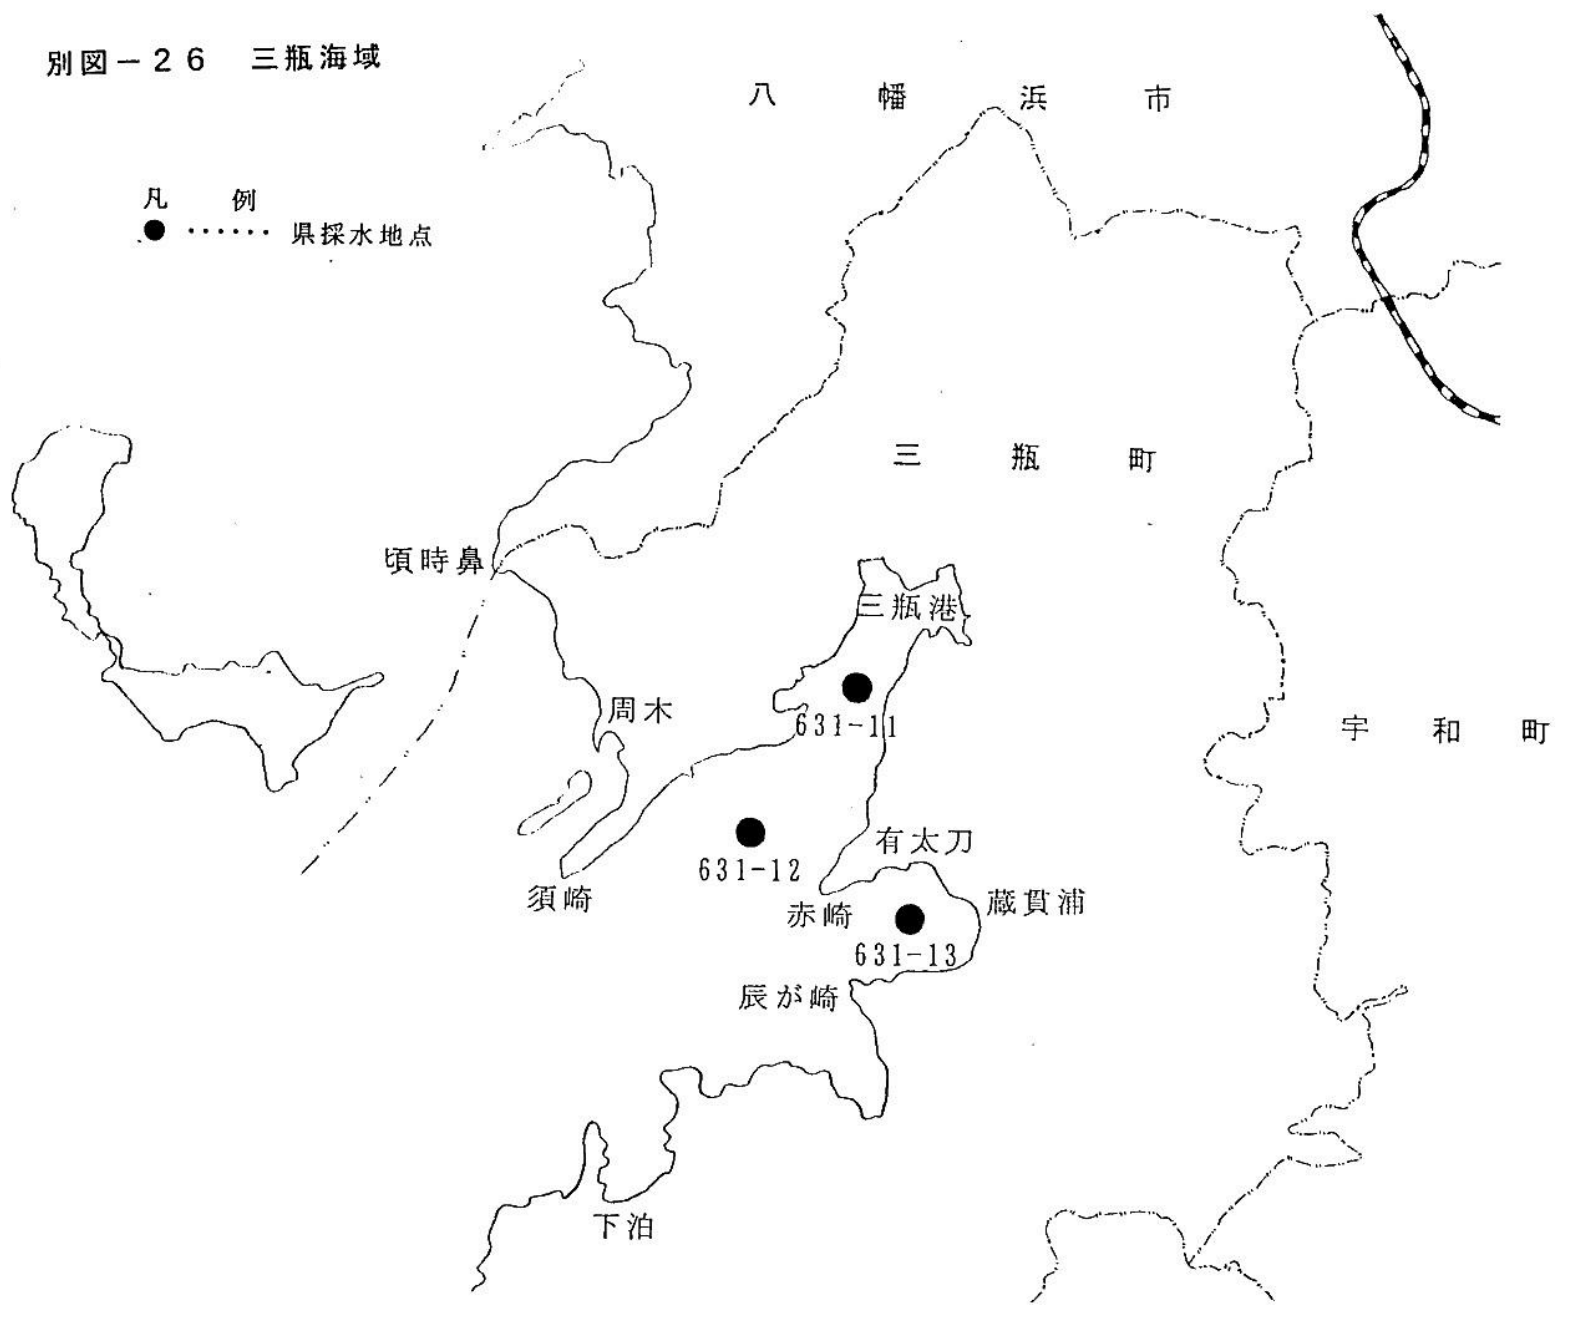 別図－26 三瓶海域
八幡浜市
凡例
●······県採水地点
三瓶町
頃時鼻
三瓶港
周木
631-11
宇和町
有太刀
631-12
須崎
赤崎
蔵貫浦
631-13
辰が崎
下泊